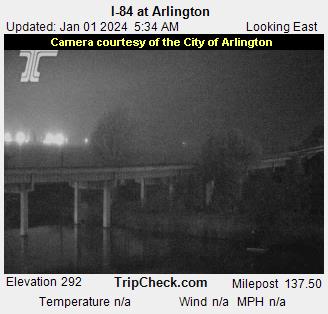 I-84 at Arlington
Updated: Jan 01 2024 5:34 AM Looking East
Camera courtesy of the City of Arlington
Elevation 292 TripCheck.com Milepost 137.50
Temperature n/a Wind n/a MPH n/a